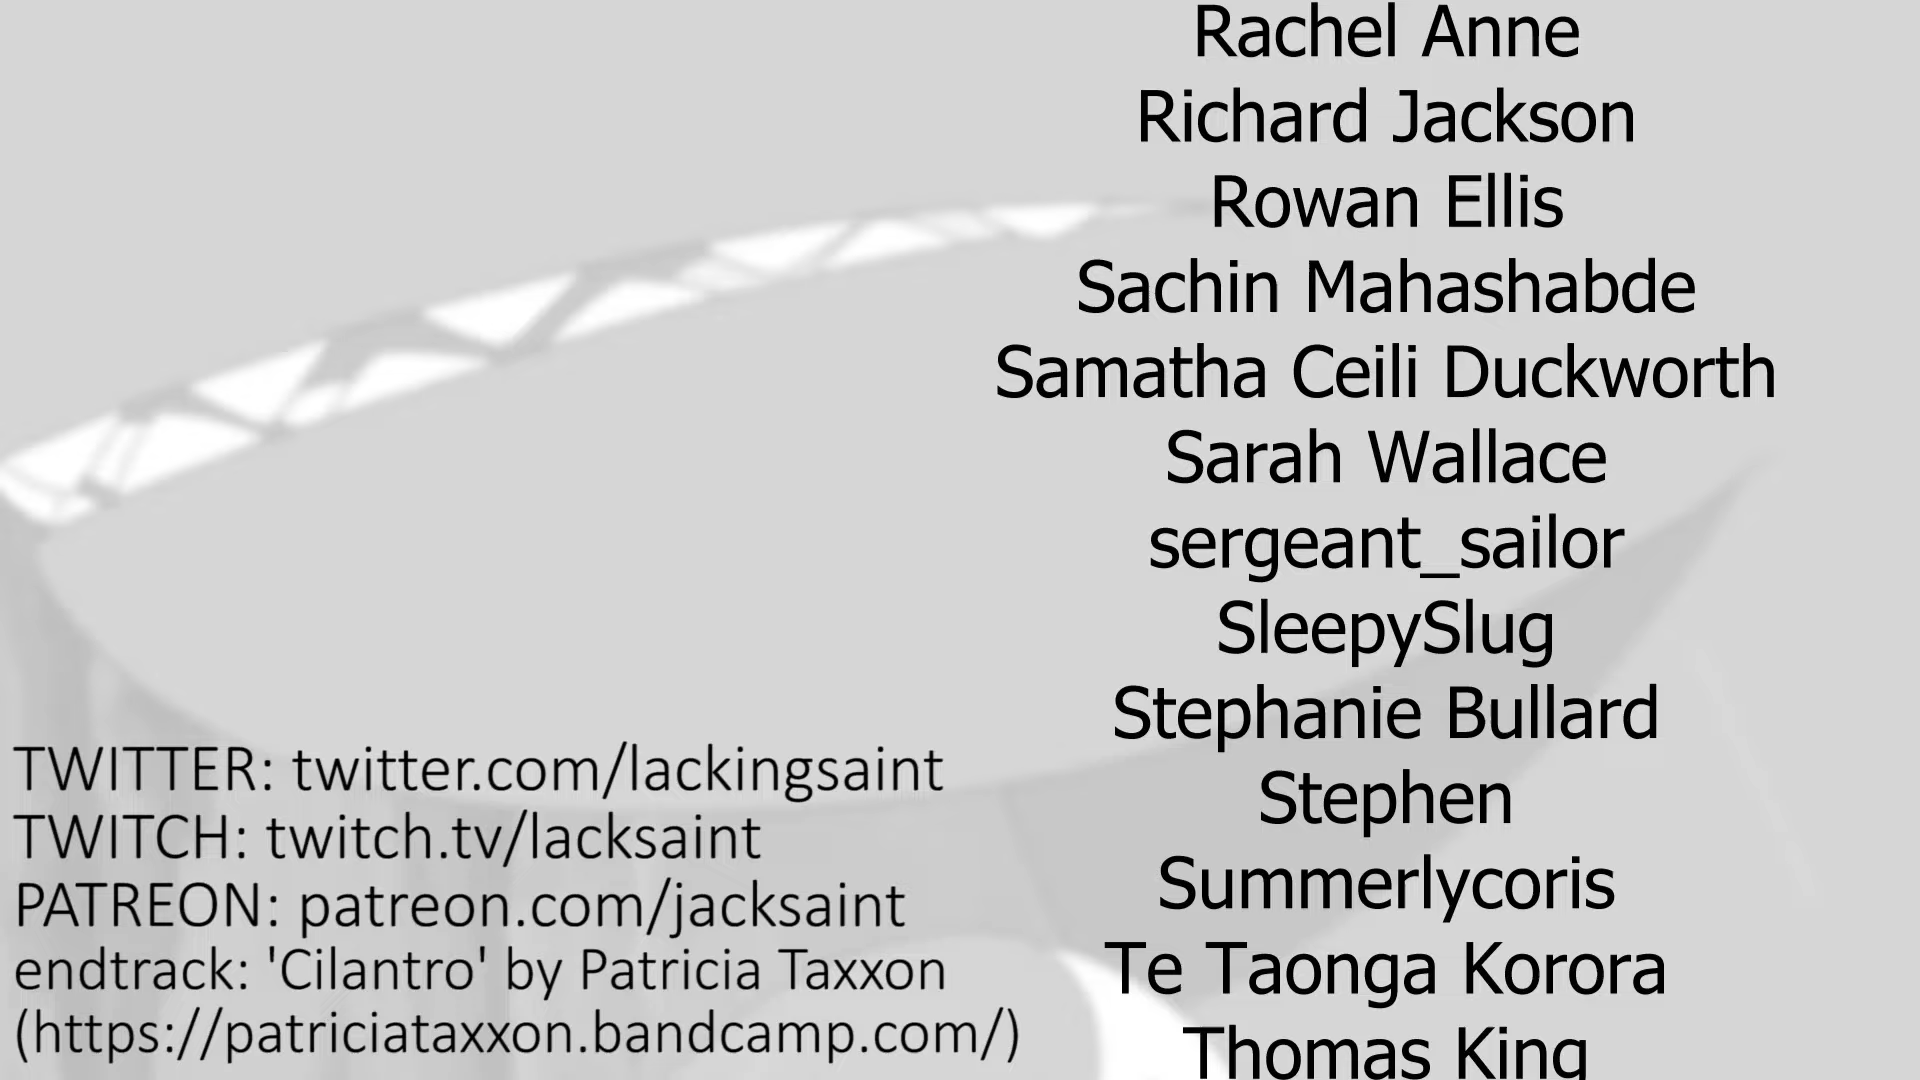 Rachel Anne
Richard Jackson
Rowan Ellis
Sachin Mahashabde
Samatha Ceili Duckworth
Sarah Wallace
sergeant_sailor
SleepySlug
Stephanie Bullard
Stephen
Summerlycoris
Te Taonga Korora
Thomas King
TWITTER: twitter.com/lackingsaint
TWITCH: twitch.tv/lacksaint
PATREON: patreon.com/jacksaint
endtrack: 'Cilantro' by Patricia Taxxon
(https://patriciataxxon.bandcamp.com/)